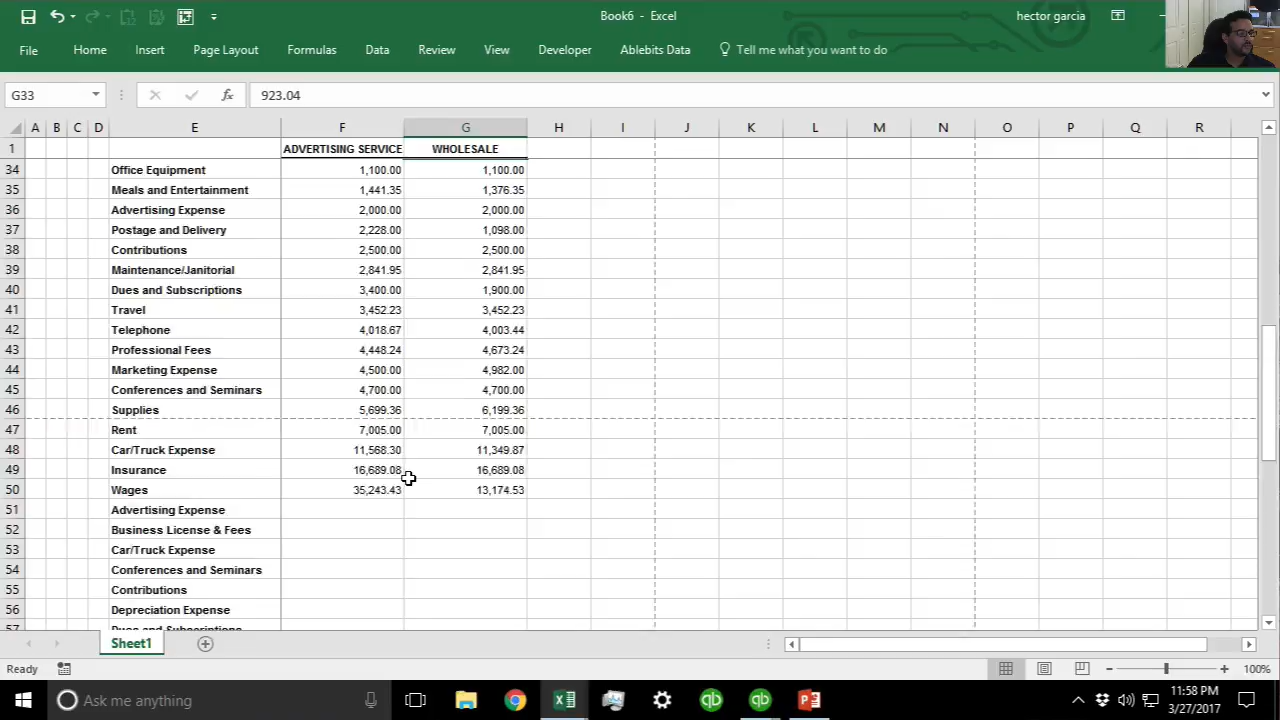 Book6 - Excel
hector garcia
File Home Insert Page Layout Formulas Data Review View Developer Ablebits Data Tell me what you want to do
G33 fx 923.04
A B C D E F G H I J K L M N O P Q R
1 ADVERTISING SERVICE WHOLESALE
34 Office Equipment 1,100.00 1,100.00
35 Meals and Entertainment 1,441.35 1,376.35
36 Advertising Expense 2,000.00 2,000.00
37 Postage and Delivery 2,228.00 1,098.00
38 Contributions 2,500.00 2,500.00
39 Maintenance/Janitorial 2,841.95 2,841.95
40 Dues and Subscriptions 3,400.00 1,900.00
41 Travel 3,452.23 3,452.23
42 Telephone 4,018.67 4,003.44
43 Professional Fees 4,448.24 4,673.24
44 Marketing Expense 4,500.00 4,982.00
45 Conferences and Seminars 4,700.00 4,700.00
46 Supplies 5,699.36 6,199.36
47 Rent 7,005.00 7,005.00
48 Car/Truck Expense 11,568.30 11,349.87
49 Insurance 16,689.08 16,689.08
50 Wages 35,243.43 13,174.53
51 Advertising Expense
52 Business License & Fees
53 Car/Truck Expense
54 Conferences and Seminars
55 Contributions
56 Depreciation Expense
57 Dues and Subscriptions
Sheet1
Ready 100%
Ask me anything
11:58 PM
3/27/2017